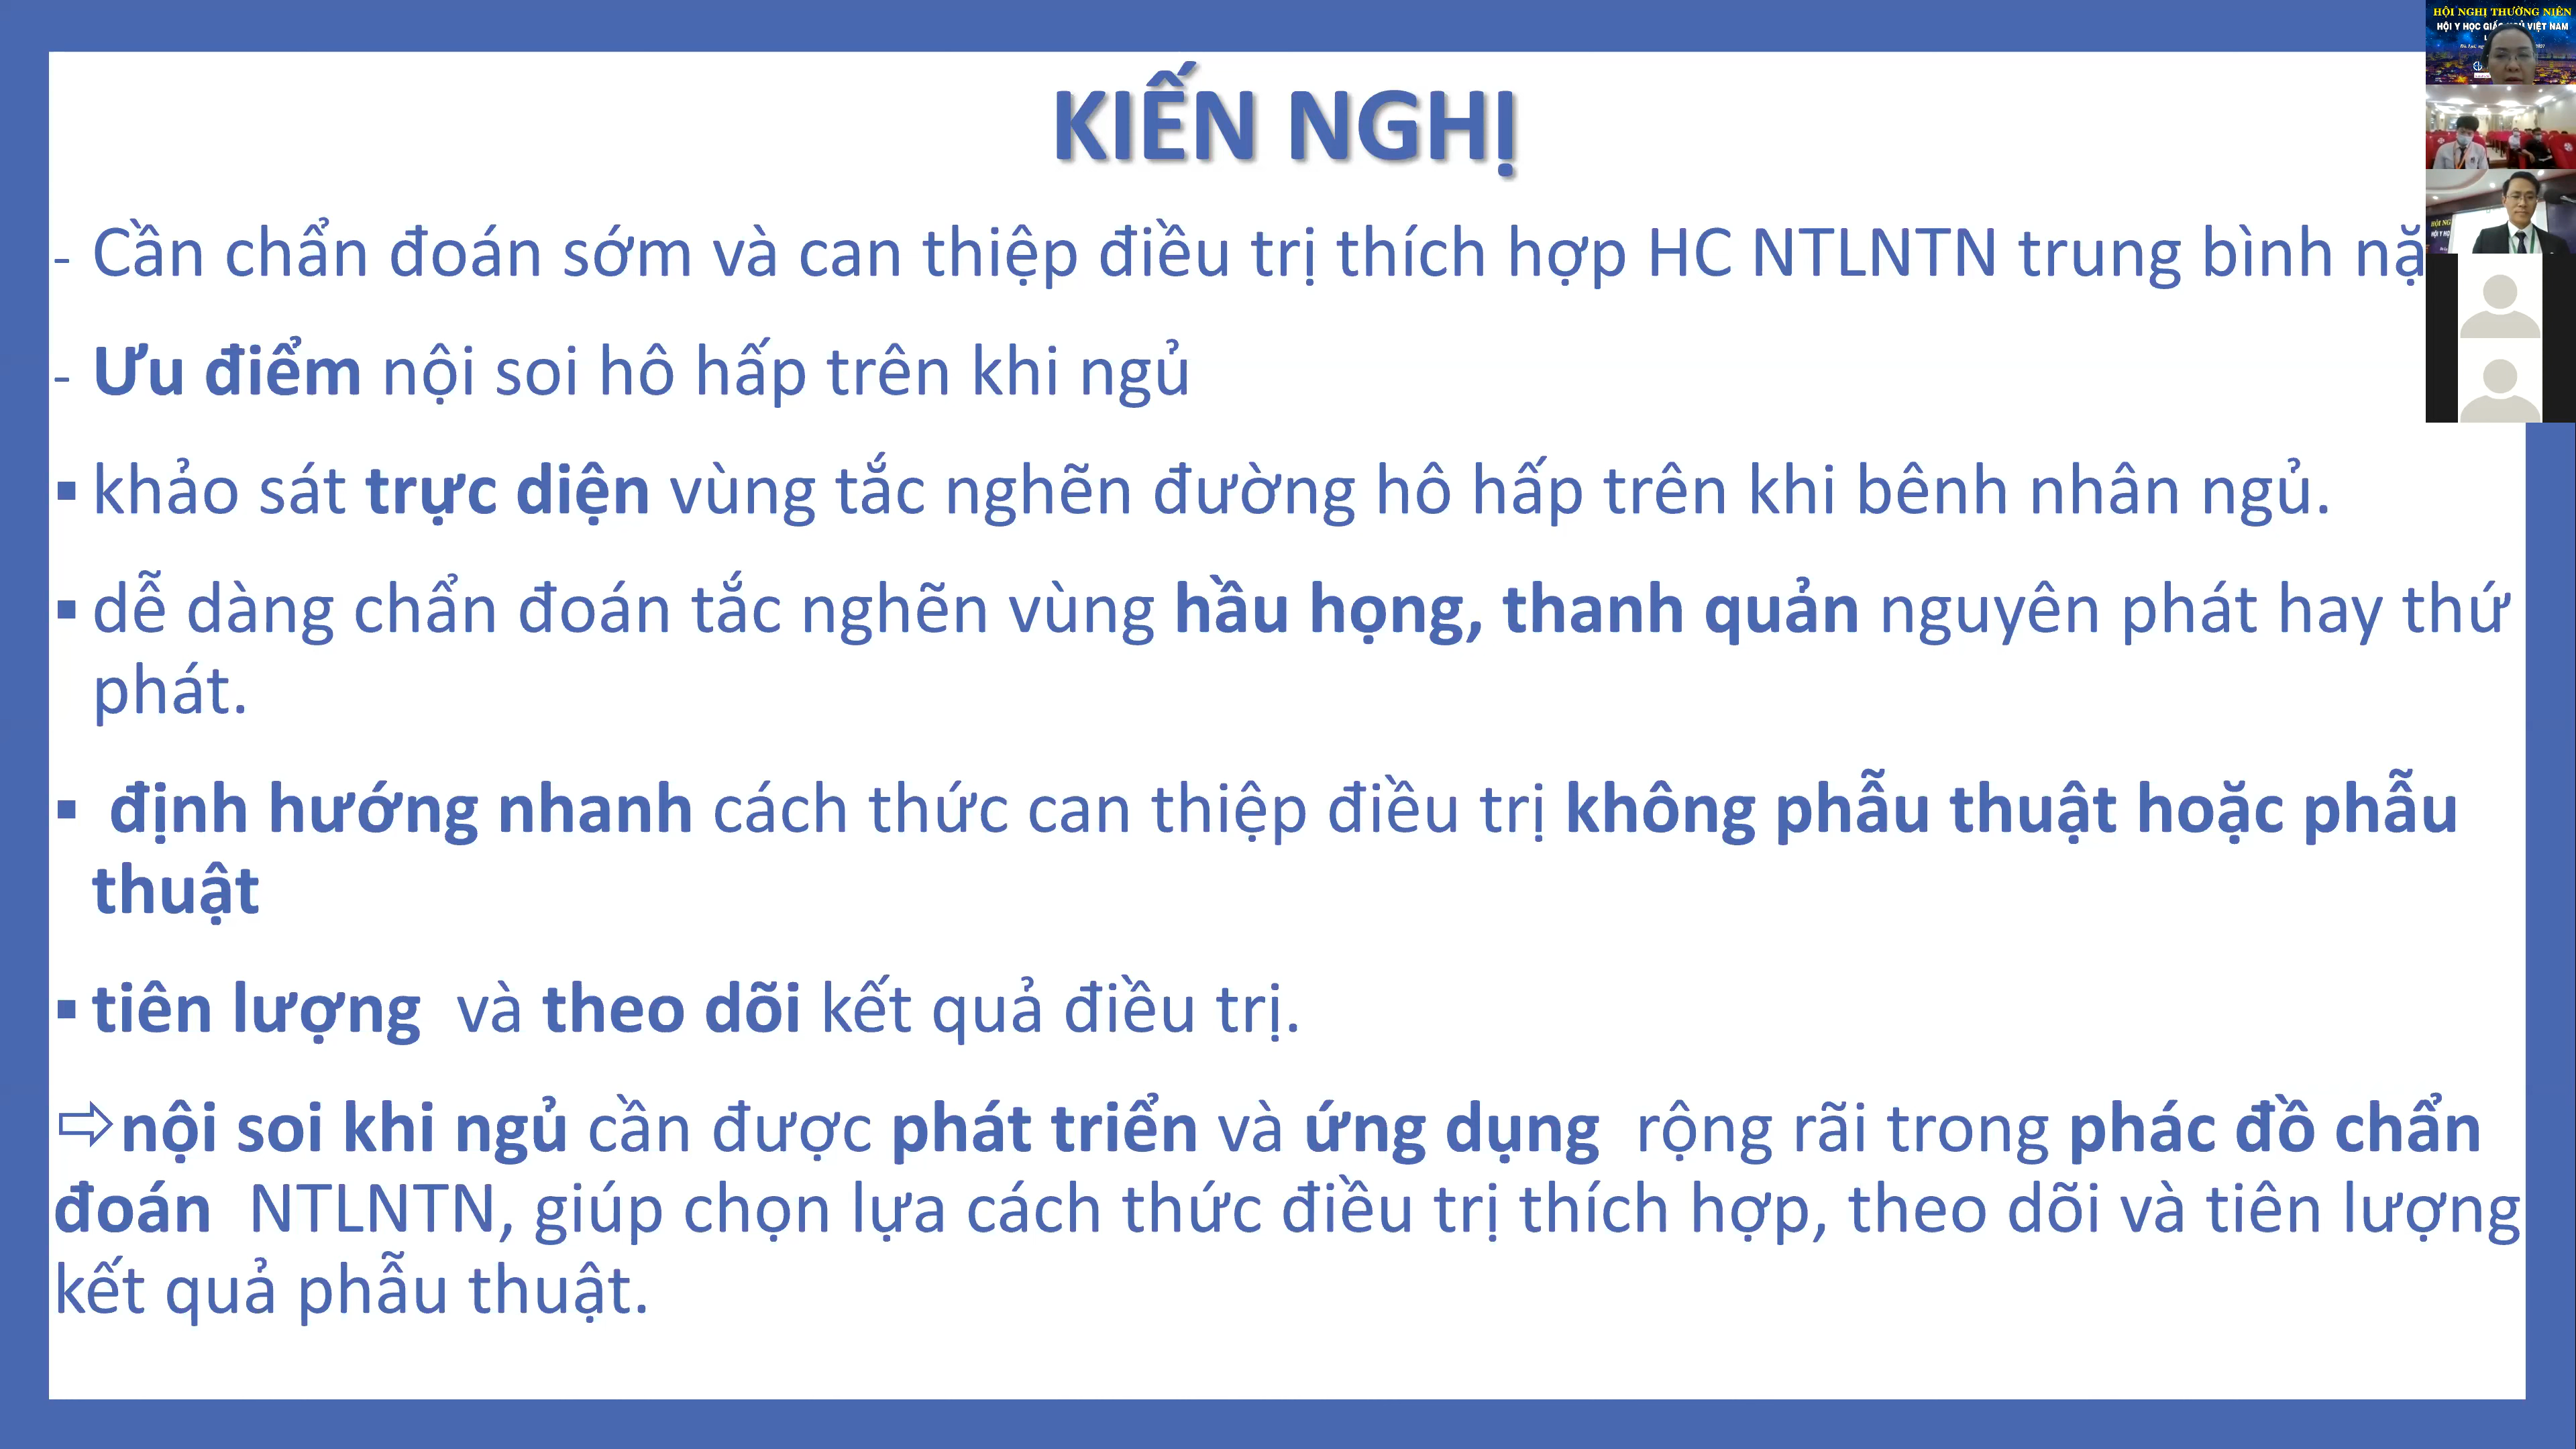 KIẾN NGHỊ
- Cần chẩn đoán sớm và can thiệp điều trị thích hợp HC NTLNTN trung bình
- Ưu điểm nội soi hô hấp trên khi ngủ
▪ khảo sát trực diện vùng tắc nghẽn đường hô hấp trên khi bênh nhân ngủ.
▪ dễ dàng chẩn đoán tắc nghẽn vùng hầu họng, thanh quản nguyên phát hay thứ
phát.
▪ định hướng nhanh cách thức can thiệp điều trị không phẫu thuật hoặc phẫu
thuật
▪ tiên lượng và theo dõi kết quả điều trị.
⇨nội soi khi ngủ cần được phát triển và ứng dụng rộng rãi trong phác đồ chẩn
đoán NTLNTN, giúp chọn lựa cách thức điều trị thích hợp, theo dõi và tiên lượng
kết quả phẫu thuật.
HỘI NGHỊ THƯỜNG NIÊN
HỘI Y HỌC VIỆT NAM